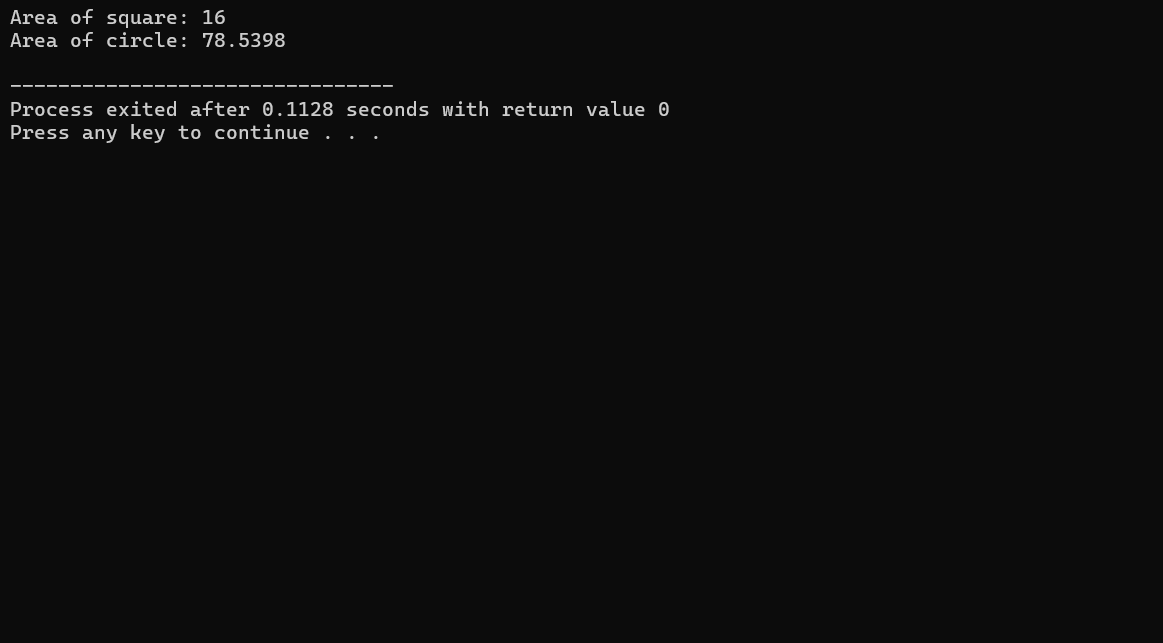 Area of square: 16
Area of circle: 78.5398
--------------------------------
Process exited after 0.1128 seconds with return value 0
Press any key to continue . . .